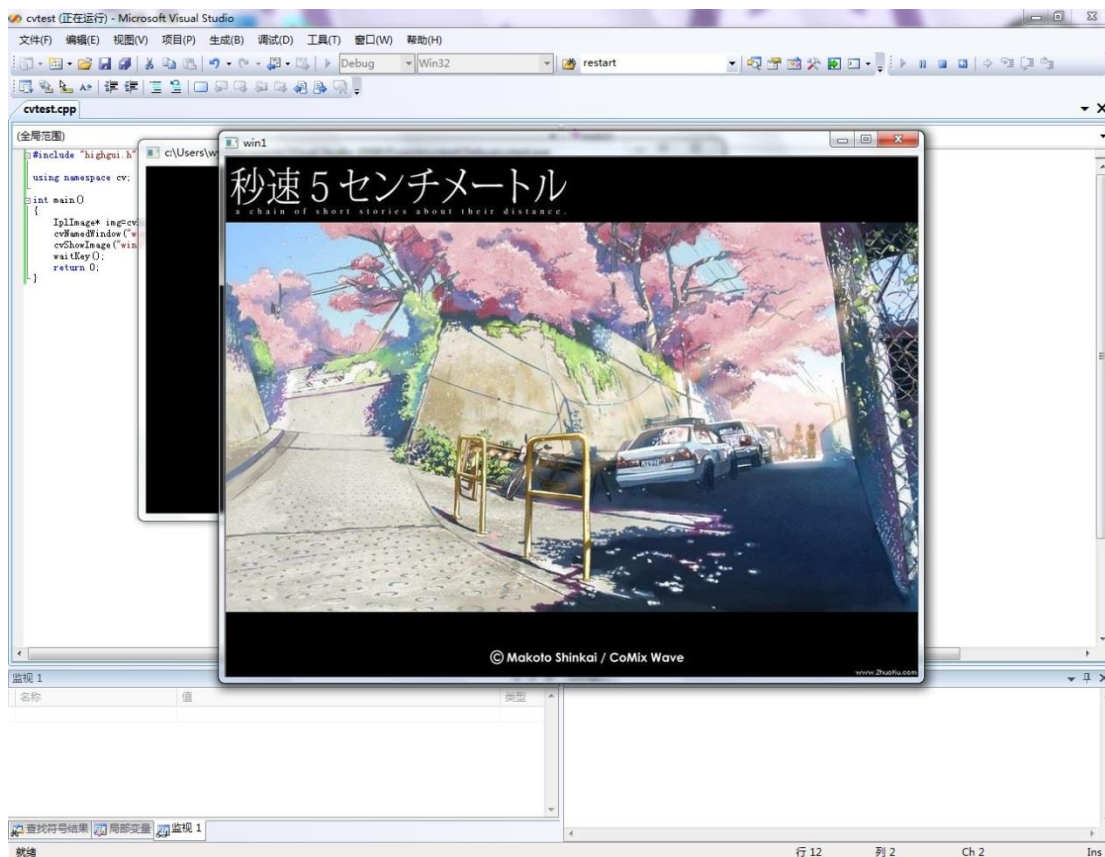 cvtest (正在运行) - Microsoft Visual Studio
文件(F) 编辑(E) 视图(V) 项目(P) 生成(B) 调试(D) 工具(T) 窗口(W) 帮助(H)
Debug Win32 restart
cvtest.cpp
(全局范围)
#include "highgui.h"
using namespace cv;
int main()
{
IplImage* img=cv
cvNamedWindow("w
cvShowImage("win
waitKey();
return 0;
}
c:\Users\w
win1
秒速5センチメートル
a chain of short stories about their distance.
© Makoto Shinkai / CoMix Wave
www.ZhuoKu.com
监视 1
名称 值 类型
查找符号结果 局部变量 监视 1
就绪 行 12 列 2 Ch 2 Ins